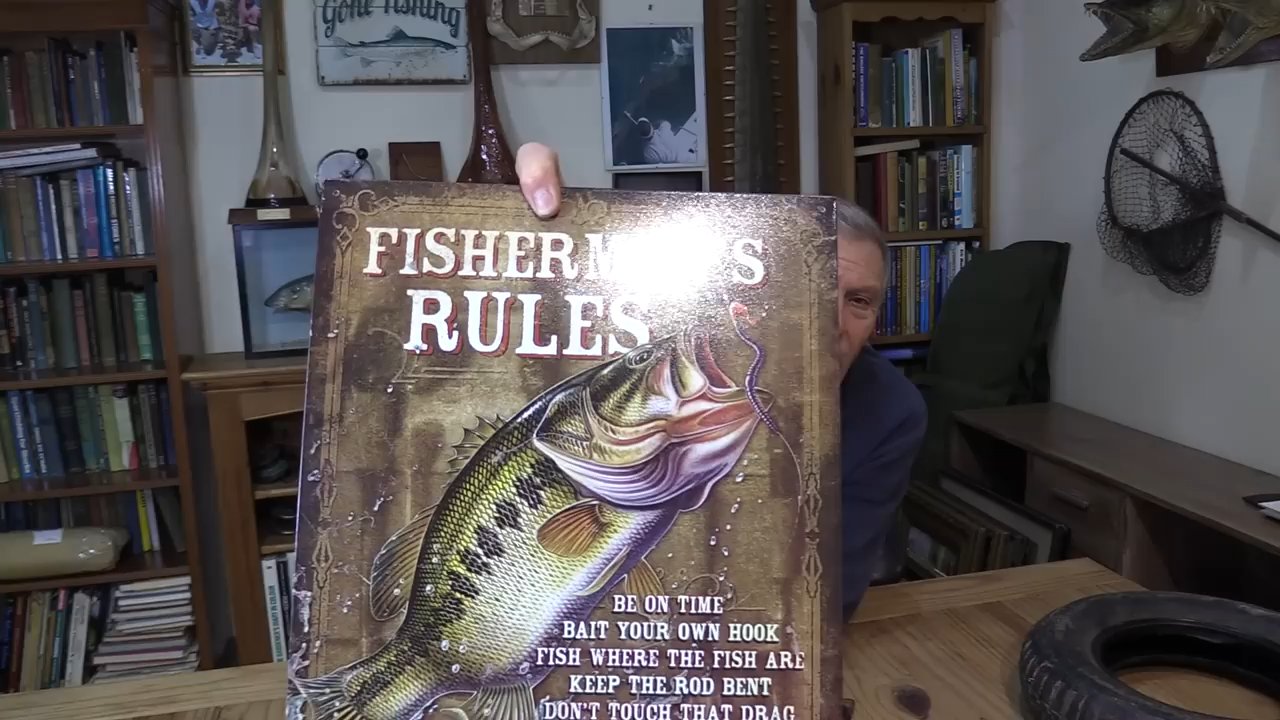 Gone Fishing
FISHERM
'S
RULES
BE ON TIME
BAIT YOUR OWN HOOK
FISH WHERE THE FISH ARE
KEEP THE ROD BENT
DON'T TOUCH THAT DRAG